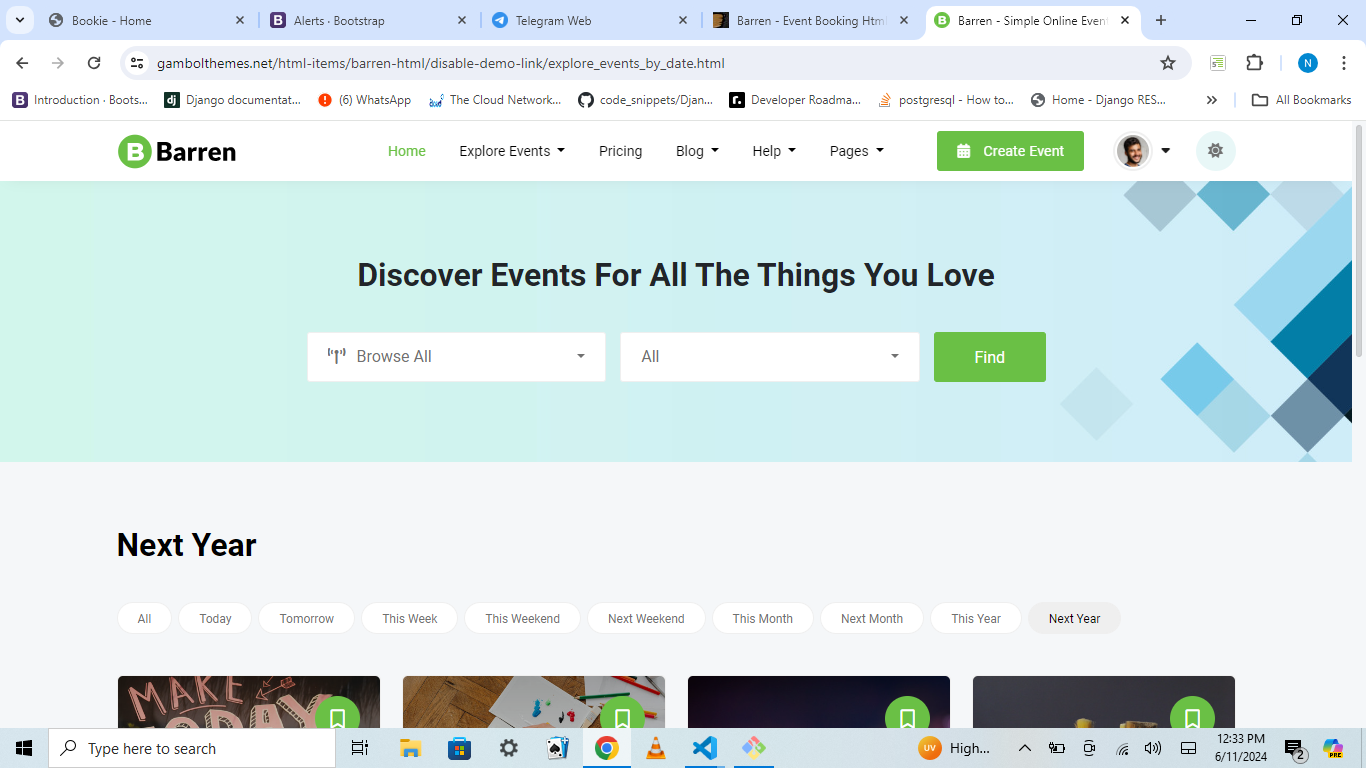 Bookie - Home
Alerts · Bootstrap
Telegram Web
Barren - Event Booking Html
Barren - Simple Online Event
gambolthemes.net/html-items/barren-html/disable-demo-link/explore_events_by_date.html
N
Introduction · Boots...
Django documentat...
(6) WhatsApp
The Cloud Network...
code_snippets/Djan...
Developer Roadma...
postgresql - How to...
Home - Django RES...
All Bookmarks
B Barren
Home
Explore Events
Pricing
Blog
Help
Pages
Create Event
Discover Events For All The Things You Love
Browse All
All
Find
Next Year
All
Today
Tomorrow
This Week
This Weekend
Next Weekend
This Month
Next Month
This Year
Next Year
MAKE
TODAY
Type here to search
UV
High...
12:33 PM
6/11/2024
2
PRE